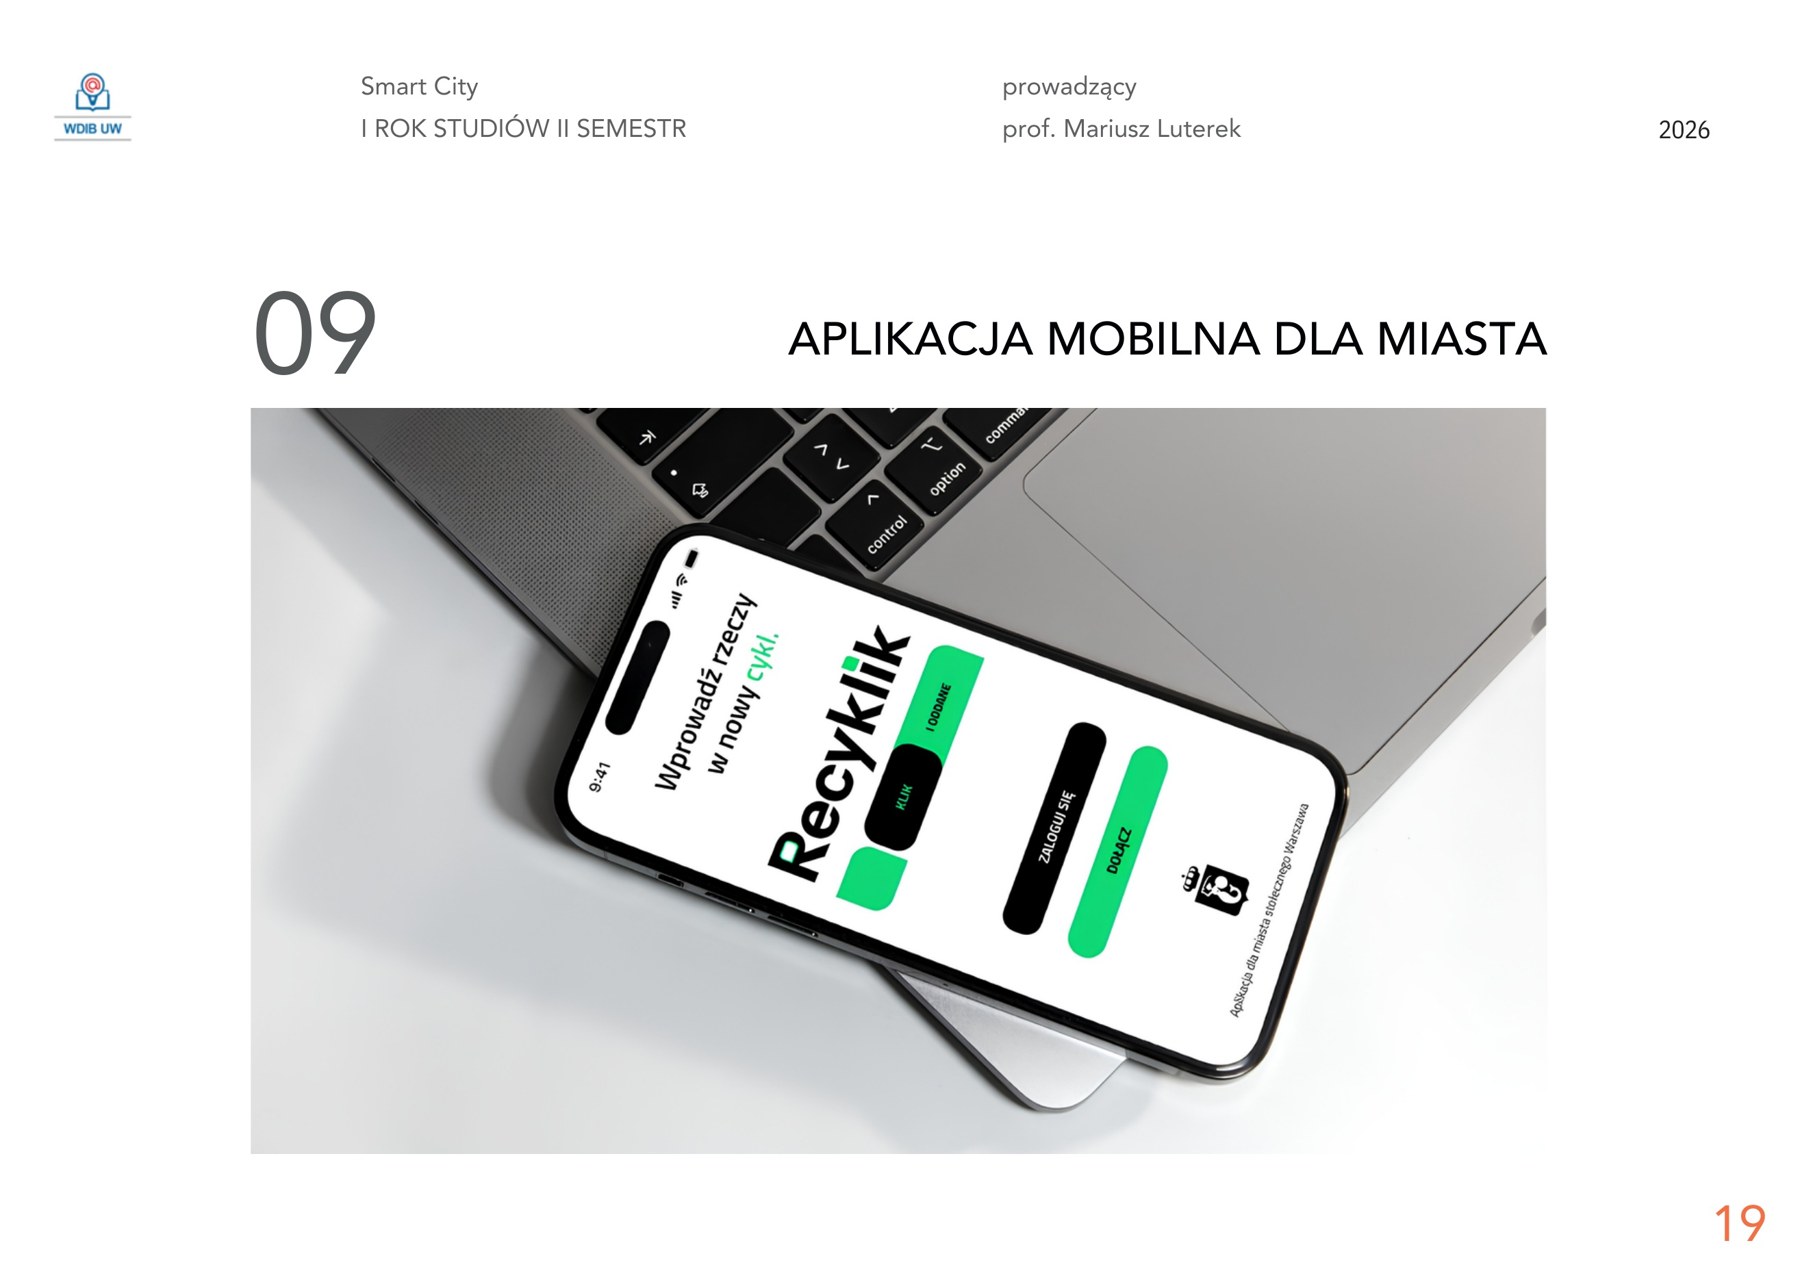 WDIB UW
Smart City
I ROK STUDIÓW II SEMESTR
prowadzący
prof. Mariusz Luterek
2026
09
APLIKACJA MOBILNA DLA MIASTA
command
option
control
9:41
Wprowadź rzeczy
w nowy cykl.
Recyklik
KLIK
I ODDANE
ZALOGUJ SIĘ
DOŁĄCZ
Aplikacja dla miasta stołecznego Warszawa
19